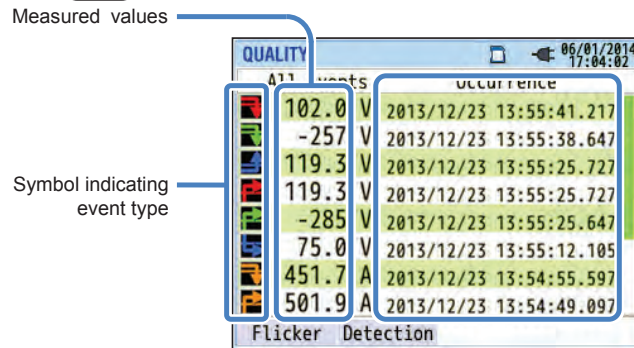 Measured values
QUALITY
06/01/2014
17:04:02
All
Occurrence
102.0 V 2013/12/23 13:55:41.217
-257 V 2013/12/23 13:55:38.647
119.3 V 2013/12/23 13:55:25.727
Symbol indicating
event type
119.3 V 2013/12/23 13:55:25.727
-285 V 2013/12/23 13:55:25.647
75.0 V 2013/12/23 13:55:12.105
451.7 A 2013/12/23 13:54:55.597
501.9 A 2013/12/23 13:54:49.097
Flicker Detection